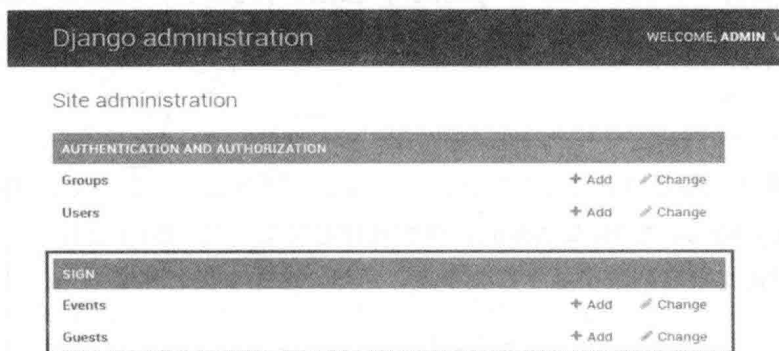 Django administration
WELCOME, ADMIN
Site administration
AUTHENTICATION AND AUTHORIZATION
Groups + Add Change
Users + Add Change
SIGN
Events + Add Change
Guests + Add Change